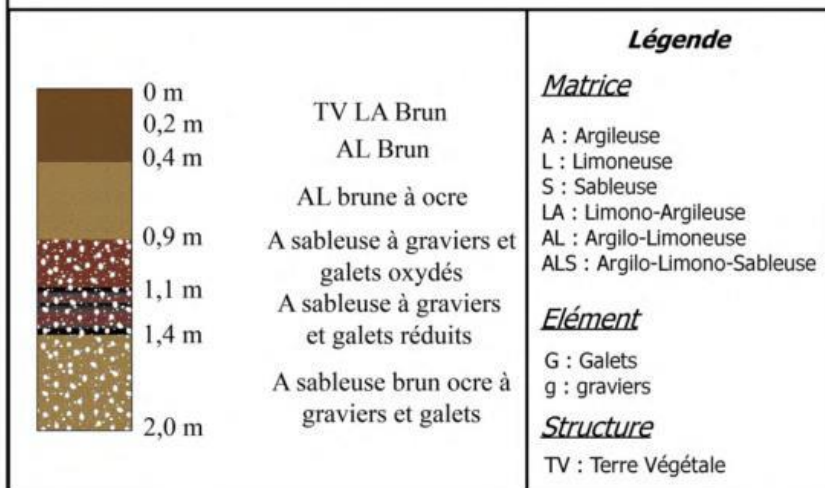 0 m
0,2 m
0,4 m
0,9 m
1,1 m
1,4 m
2,0 m
TV LA Brun
AL Brun
AL brune à ocre
A sableuse à graviers et
galets oxydés
A sableuse à graviers
et galets réduits
A sableuse brun ocre à
graviers et galets
Légende
Matrice
A : Argileuse
L : Limoneuse
S : Sableuse
LA : Limono-Argileuse
AL : Argilo-Limoneuse
ALS : Argilo-Limono-Sableuse
Elément
G : Galets
g : graviers
Structure
TV : Terre Végétale